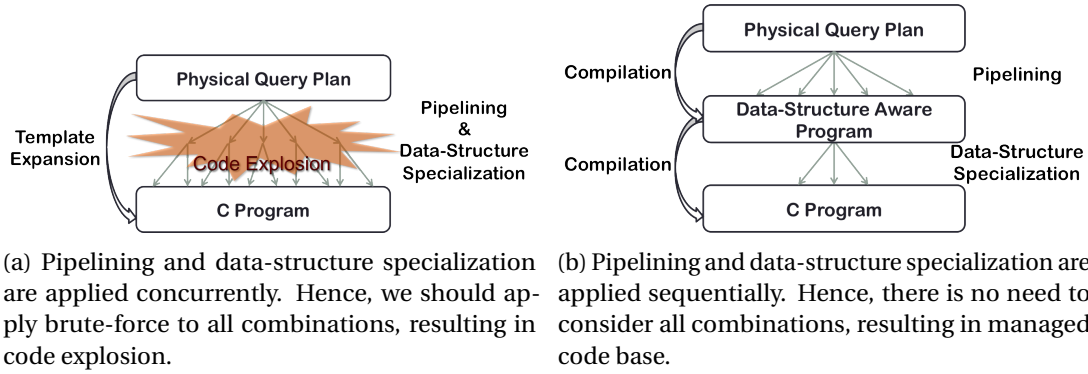 Physical Query Plan
Template
Expansion
Code Explosion
Pipelining
&
Data-Structure
Specialization
C Program
(a) Pipelining and data-structure specialization
are applied concurrently. Hence, we should ap-
ply brute-force to all combinations, resulting in
code explosion.
Physical Query Plan
Compilation
Pipelining
Data-Structure Aware
Program
Compilation
Data-Structure
Specialization
C Program
(b) Pipelining and data-structure specialization are
applied sequentially. Hence, there is no need to
consider all combinations, resulting in managed
code base.